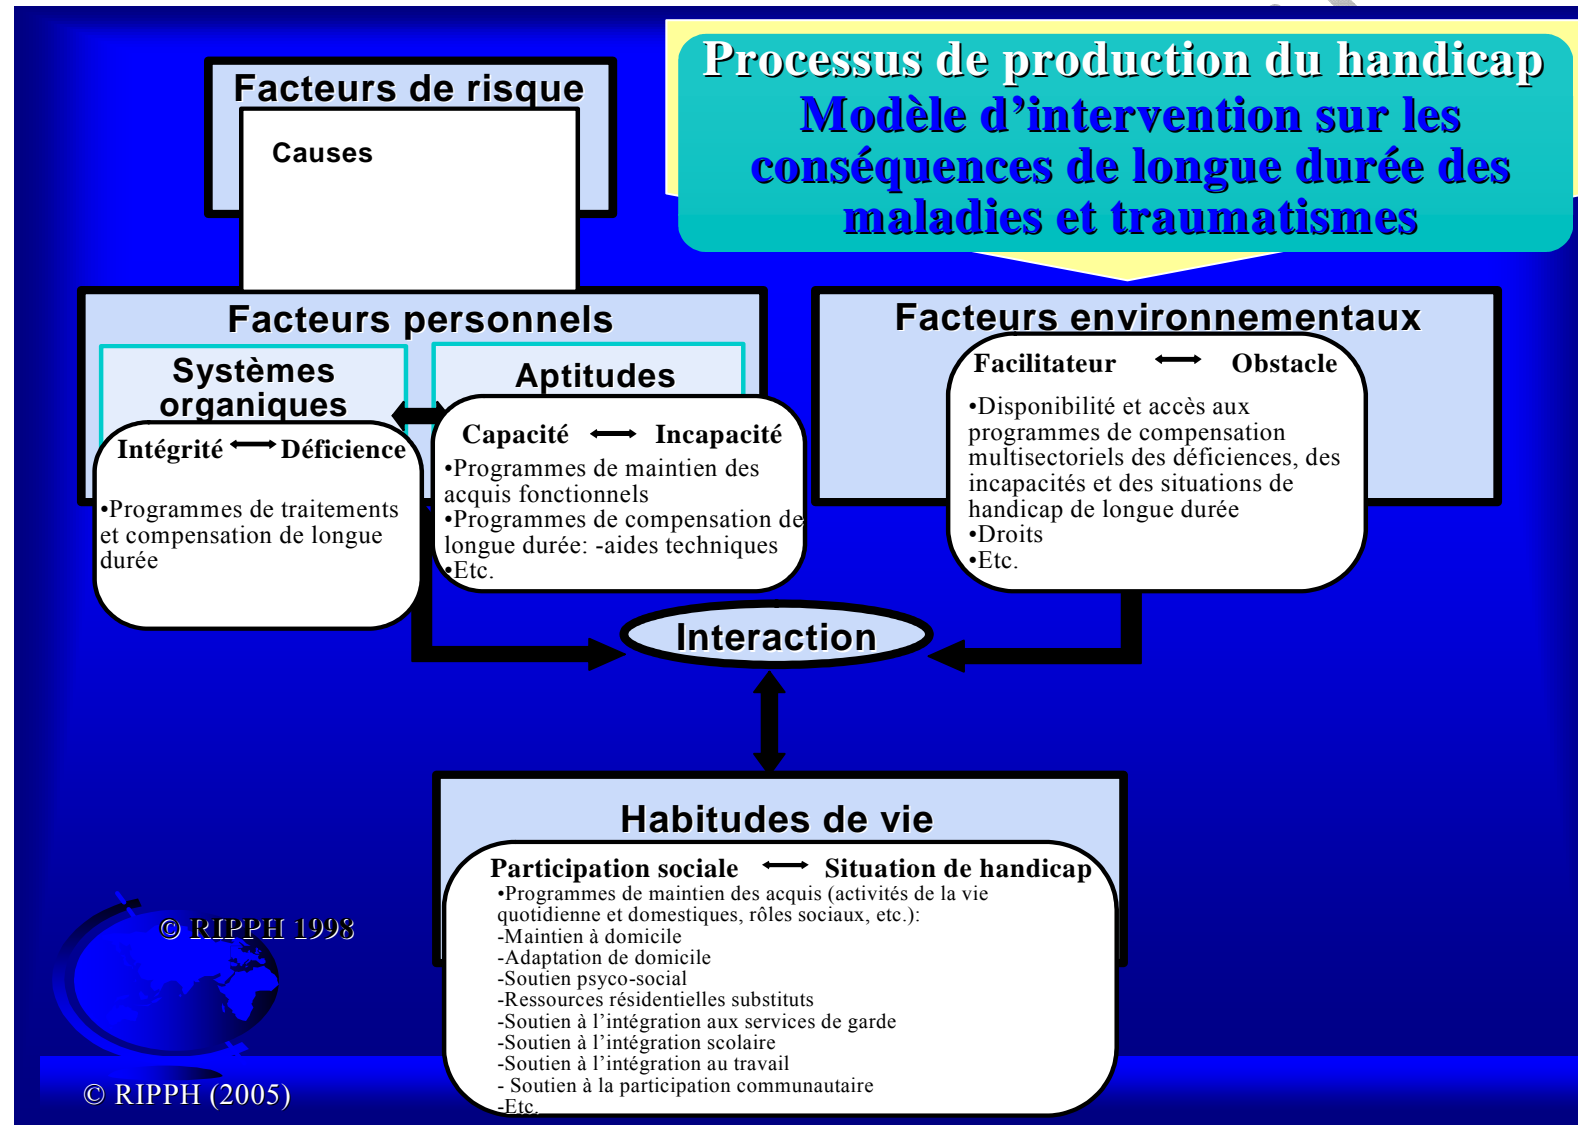 Processus de production du handicap
Modèle d’intervention sur les
conséquences de longue durée des
maladies et traumatismes
Facteurs de risque
Causes
Facteurs personnels
Systèmes
organiques
Intégrité Déficience
•Programmes de traitements
et compensation de longue
durée
Aptitudes
Capacité Incapacité
•Programmes de maintien des
acquis fonctionnels
•Programmes de compensation de
longue durée: -aides techniques
•Etc.
Facteurs environnementaux
Facilitateur Obstacle
•Disponibilité et accès aux
programmes de compensation
multisectoriels des déficiences, des
incapacités et des situations de
handicap de longue durée
•Droits
•Etc.
Interaction
Habitudes de vie
Participation sociale Situation de handicap
•Programmes de maintien des acquis (activités de la vie
quotidienne et domestiques, rôles sociaux, etc.):
-Maintien à domicile
-Adaptation de domicile
-Soutien psyco-social
-Ressources résidentielles substituts
-Soutien à l’intégration aux services de garde
-Soutien à l’intégration scolaire
-Soutien à l’intégration au travail
- Soutien à la participation communautaire
-Etc.
© RIPPH 1998
© RIPPH (2005)